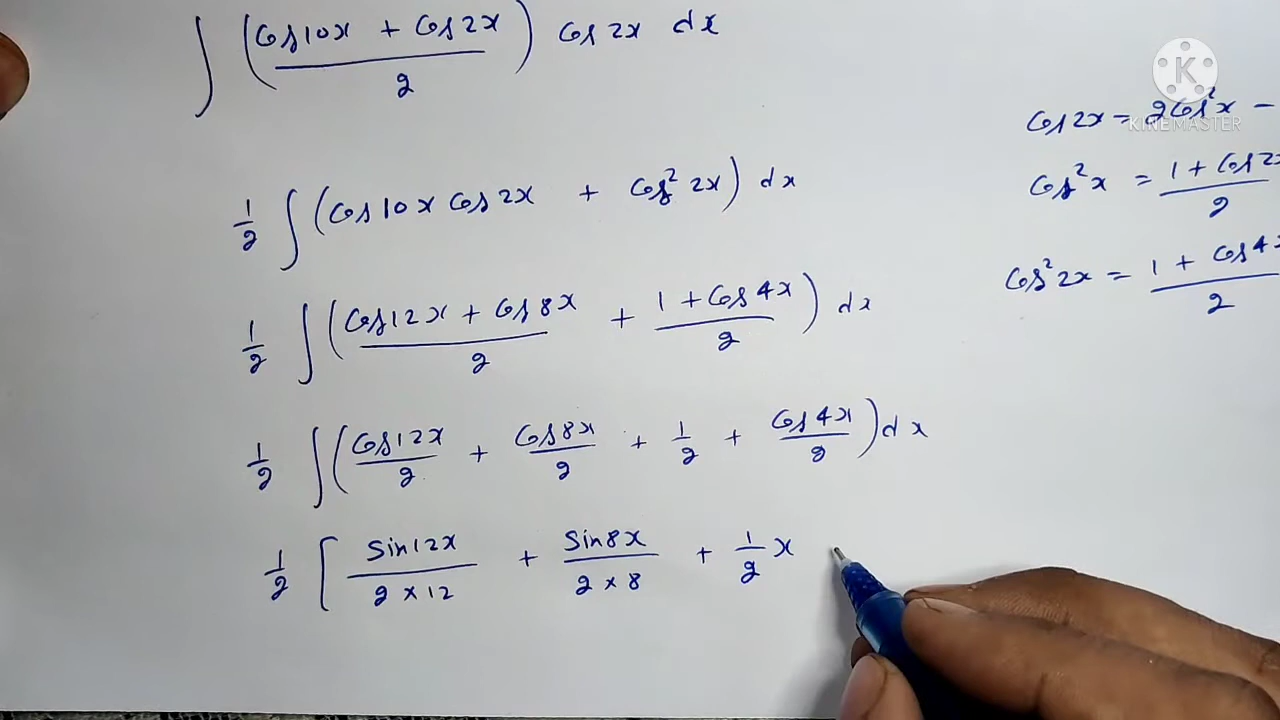 ∫ ((cos10x + cos2x)/2) cos2x dx
1/2 ∫ (cos10x cos2x + cos²2x) dx
1/2 ∫ ((cos12x + cos8x)/2 + (1 + cos4x)/2) dx
1/2 ∫ (cos12x/2 + cos8x/2 + 1/2 + cos4x/2) dx
1/2 [ sin12x/(2 × 12) + sin8x/(2 × 8) + 1/2 x
K
KINEMASTER
cos2x = 2cos²x -
cos²x = (1 + cos2x)/2
cos²2x = (1 + cos4x)/2